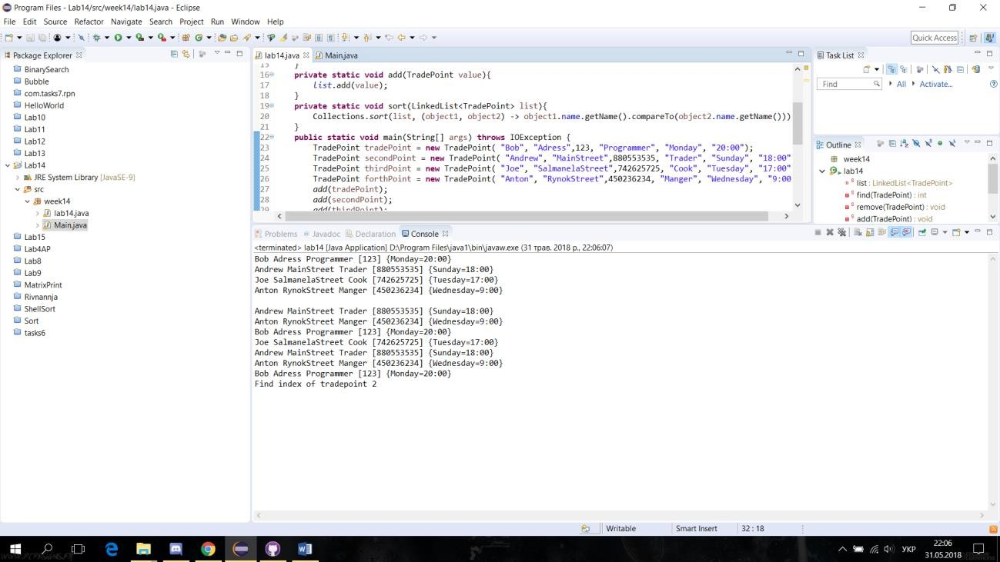 Program Files - Lab14/src/week14/lab14.java - Eclipse
File Edit Source Refactor Navigate Search Project Run Window Help
Quick Access
Package Explorer
BinarySearch
Bubble
com.tasks7.rpn
HelloWorld
Lab10
Lab11
Lab12
Lab13
Lab14
JRE System Library [JavaSE-9]
src
week14
lab14.java
Main.java
Lab15
Lab4AP
Lab8
Lab9
MatrixPrint
Rivnannja
ShellSort
Sort
tasks6
lab14.java Main.java
15 }
16 private static void add(TradePoint value){
17 list.add(value);
18 }
19 private static void sort(LinkedList<TradePoint> list){
20 Collections.sort(list, (object1, object2) -> object1.name.getName().compareTo(object2.name.getName()))
21 }
22 public static void main(String[] args) throws IOException {
23 TradePoint tradePoint = new TradePoint( "Bob", "Adress",123, "Programmer", "Monday", "20:00");
24 TradePoint secondPoint = new TradePoint( "Andrew", "MainStreet",880553535, "Trader", "Sunday", "18:00"
25 TradePoint thirdPoint = new TradePoint( "Joe", "SalmanelaStreet",742625725, "Cook", "Tuesday", "17:00"
26 TradePoint forthPoint = new TradePoint( "Anton", "RynokStreet",450236234, "Manger", "Wednesday", "9:00
27 add(tradePoint);
28 add(secondPoint);
29 add(thirdPoint);
Task List
Find All Activate...
Outline
week14
lab14
list : LinkedList<TradePoint>
find(TradePoint) : int
remove(TradePoint) : void
add(TradePoint) : void
Problems Javadoc Declaration Console
<terminated> lab14 [Java Application] D:\Program Files\java1\bin\javaw.exe (31 трав. 2018 р., 22:06:07)
Bob Adress Programmer [123] {Monday=20:00}
Andrew MainStreet Trader [880553535] {Sunday=18:00}
Joe SalmanelaStreet Cook [742625725] {Tuesday=17:00}
Anton RynokStreet Manger [450236234] {Wednesday=9:00}
Andrew MainStreet Trader [880553535] {Sunday=18:00}
Anton RynokStreet Manger [450236234] {Wednesday=9:00}
Bob Adress Programmer [123] {Monday=20:00}
Joe SalmanelaStreet Cook [742625725] {Tuesday=17:00}
Andrew MainStreet Trader [880553535] {Sunday=18:00}
Anton RynokStreet Manger [450236234] {Wednesday=9:00}
Bob Adress Programmer [123] {Monday=20:00}
Find index of tradepoint 2
Writable Smart Insert 32 : 18
УКР
22:06
31.05.2018